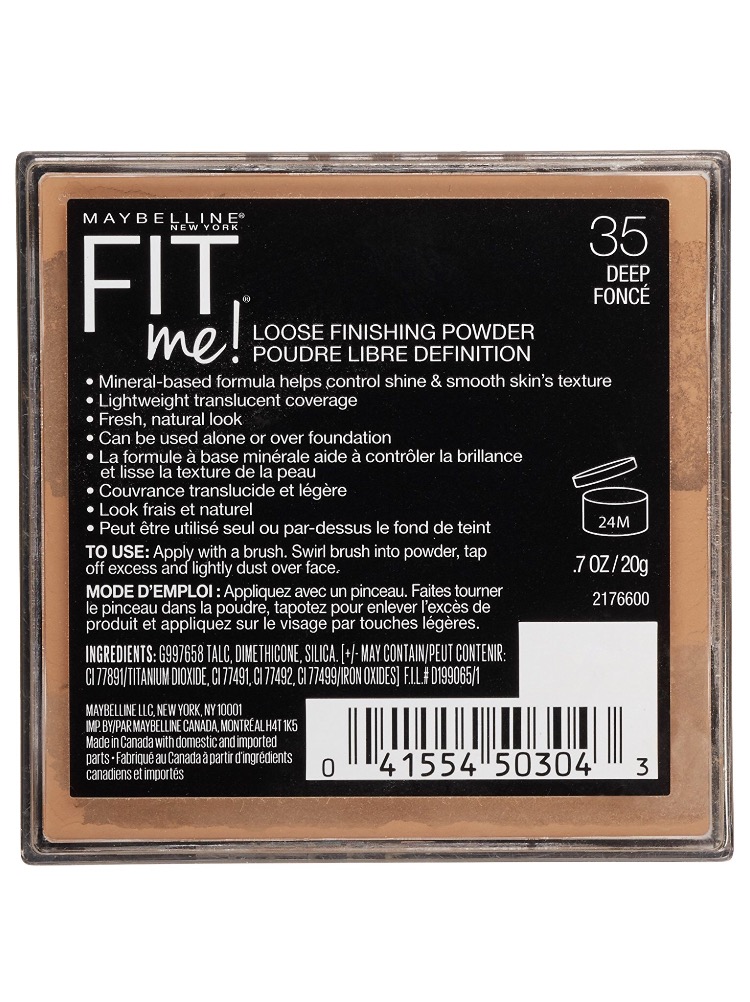 MAYBELLINE®
NEW YORK
FIT
me!®
35
DEEP
FONCÉ
LOOSE FINISHING POWDER
POUDRE LIBRE DEFINITION
• Mineral-based formula helps control shine & smooth skin's texture
• Lightweight translucent coverage
• Fresh, natural look
• Can be used alone or over foundation
• La formule à base minérale aide à contrôler la brillance
et lisse la texture de la peau
• Couvrance translucide et légère
• Look frais et naturel
• Peut être utilisé seul ou par-dessus le fond de teint
24M
TO USE: Apply with a brush. Swirl brush into powder, tap
off excess and lightly dust over face.
.7 OZ / 20g
MODE D'EMPLOI : Appliquez avec un pinceau. Faites tourner
le pinceau dans la poudre, tapotez pour enlever l'excès de
produit et appliquez sur le visage par touches légères.
2176600
INGREDIENTS: G997658 TALC, DIMETHICONE, SILICA. [+/- MAY CONTAIN/PEUT CONTENIR:
CI 77891/TITANIUM DIOXIDE, CI 77491, CI 77492, CI 77499/IRON OXIDES] F.I.L.# D199065/1
MAYBELLINE LLC, NEW YORK, NY 10001
IMP. BY/PAR MAYBELLINE CANADA, MONTRÉAL H4T 1K5
Made in Canada with domestic and imported
parts • Fabriqué au Canada à partir d'ingrédients
canadiens et importés
0 41554 50304 3